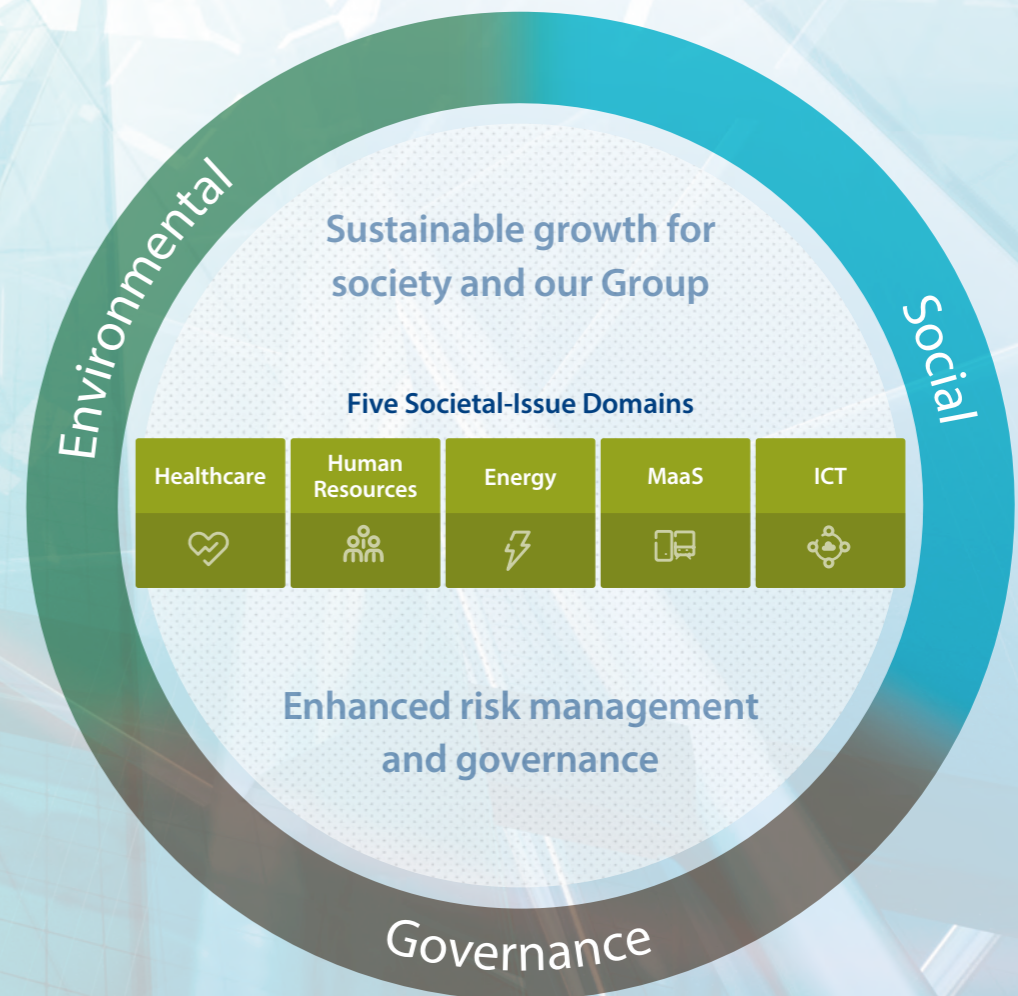 Environmental
Social
Sustainable growth for
society and our Group
Five Societal-Issue Domains
Healthcare
Human
Resources
Energy
MaaS
ICT
Enhanced risk management
and governance
Governance